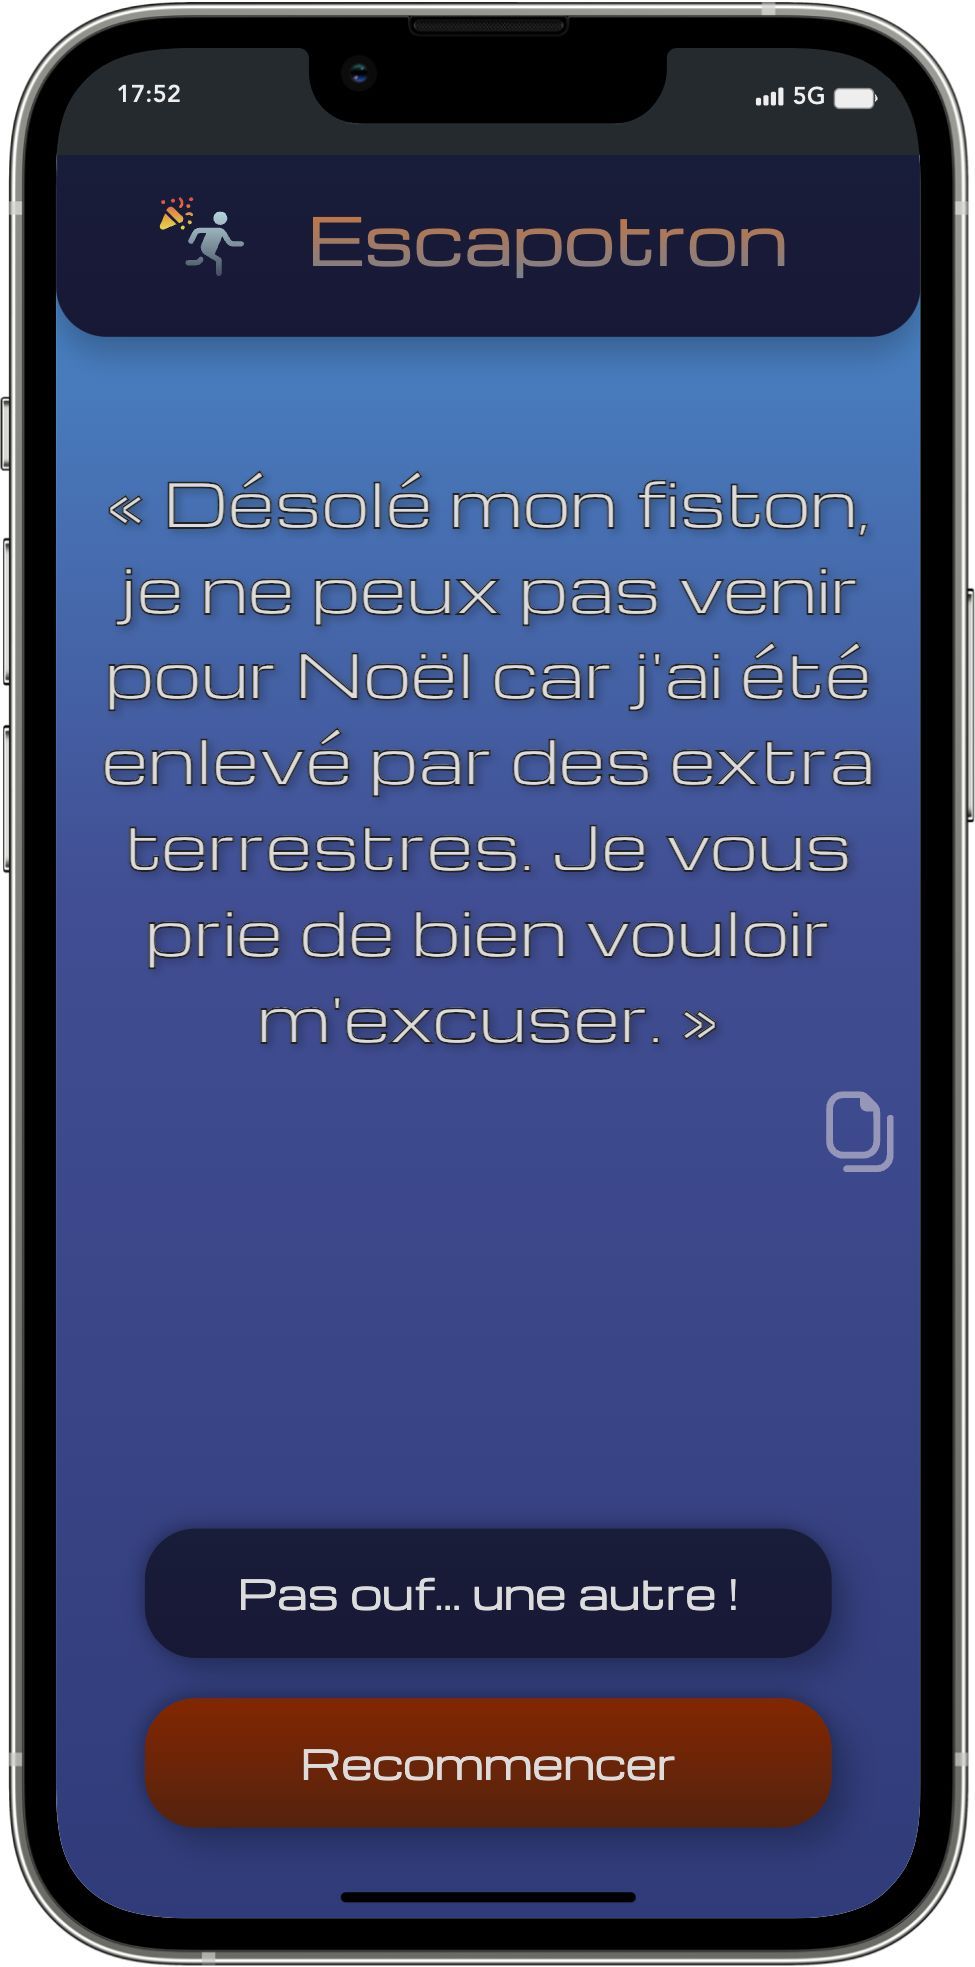 17:52
5G
Escapotron
« Désolé mon fiston,
je ne peux pas venir
pour Noël car j'ai été
enlevé par des extra
terrestres. Je vous
prie de bien vouloir
m'excuser. »
Pas ouf... une autre !
Recommencer